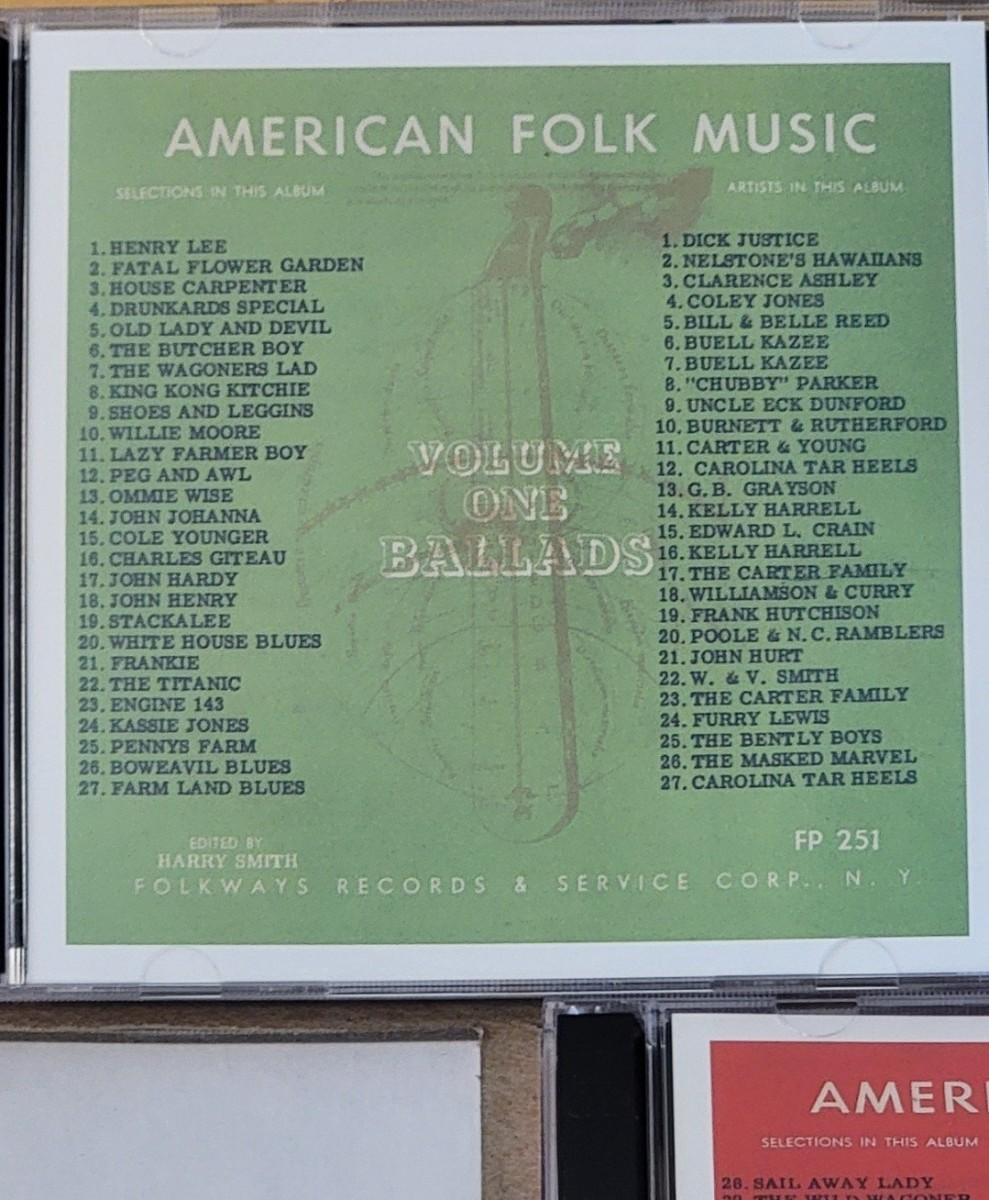 AMERICAN FOLK MUSIC
SELECTIONS IN THIS ALBUM
1. HENRY LEE
2. FATAL FLOWER GARDEN
3. HOUSE CARPENTER
4. DRUNKARDS SPECIAL
5. OLD LADY AND DEVIL
6. THE BUTCHER BOY
7. THE WAGONERS LAD
8. KING KONG KITCHIE
9. SHOES AND LEGGINS
10. WILLIE MOORE
11. LAZY FARMER BOY
12. PEG AND AWL
13. OMMIE WISE
14. JOHN JOHANNA
15. COLE YOUNGER
16. CHARLES GITEAU
17. JOHN HARDY
18. JOHN HENRY
19. STACKALEE
20. WHITE HOUSE BLUES
21. FRANKIE
22. THE TITANIC
23. ENGINE 143
24. KASSIE JONES
25. PENNYS FARM
26. BOWEAVIL BLUES
27. FARM LAND BLUES
VOLUME
ONE
BALLADS
ARTISTS IN THIS ALBUM
1. DICK JUSTICE
2. NELSTONE'S HAWAIIANS
3. CLARENCE ASHLEY
4. COLEY JONES
5. BILL & BELLE REED
6. BUELL KAZEE
7. BUELL KAZEE
8. "CHUBBY" PARKER
9. UNCLE ECK DUNFORD
10. BURNETT & RUTHERFORD
11. CARTER & YOUNG
12. CAROLINA TAR HEELS
13. G. B. GRAYSON
14. KELLY HARRELL
15. EDWARD L. CRAIN
16. KELLY HARRELL
17. THE CARTER FAMILY
18. WILLIAMSON & CURRY
19. FRANK HUTCHISON
20. POOLE & N. C. RAMBLERS
21. JOHN HURT
22. W. & V. SMITH
23. THE CARTER FAMILY
24. FURRY LEWIS
25. THE BENTLY BOYS
26. THE MASKED MARVEL
27. CAROLINA TAR HEELS
EDITED BY
HARRY SMITH
FP 251
FOLKWAYS RECORDS & SERVICE CORP., N. Y.
AMERI
SELECTIONS IN THIS ALBUM
28. SAIL AWAY LADY
29. THE WILD WAGONER